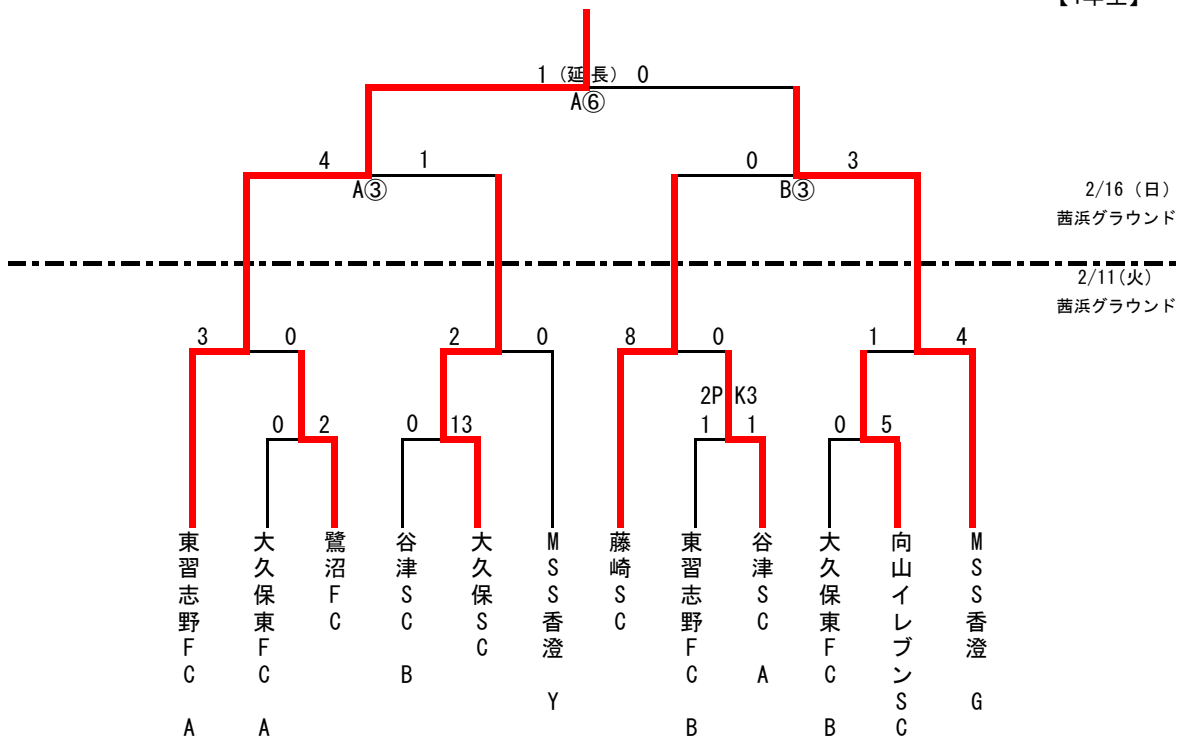 【4年生】
1 (延長) 0
A⑥
4 1 0 3
A③ B③
2/16 (日)
茜浜グラウンド
2/11(火)
茜浜グラウンド
3 0 2 0 8 0 1 4
2PK3
0 2 0 13 1 1 0 5
東習志野FC A
大久保東FC A
鷺沼FC
谷津SC B
大久保SC
MSS香澄 Y
藤崎SC
東習志野FC B
谷津SC A
大久保東FC B
向山イレブンSC
MSS香澄 G